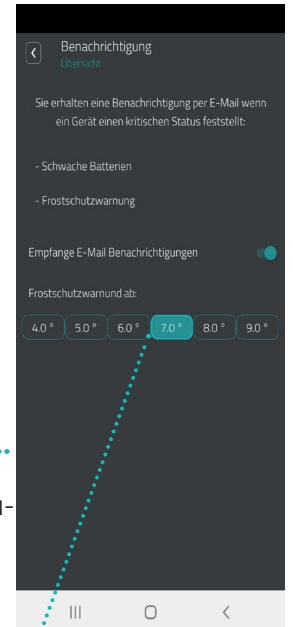 Benachrichtigung
Übersicht
Sie erhalten eine Benachrichtigung per E-Mail wenn
ein Gerät einen kritischen Status feststellt:
- Schwache Batterien
- Frostschutzwarnung
Empfange E-Mail Benachrichtigungen
Frostschutzwarnund ab:
4.0 ° 5.0 ° 6.0 ° 7.0 ° 8.0 ° 9.0 °